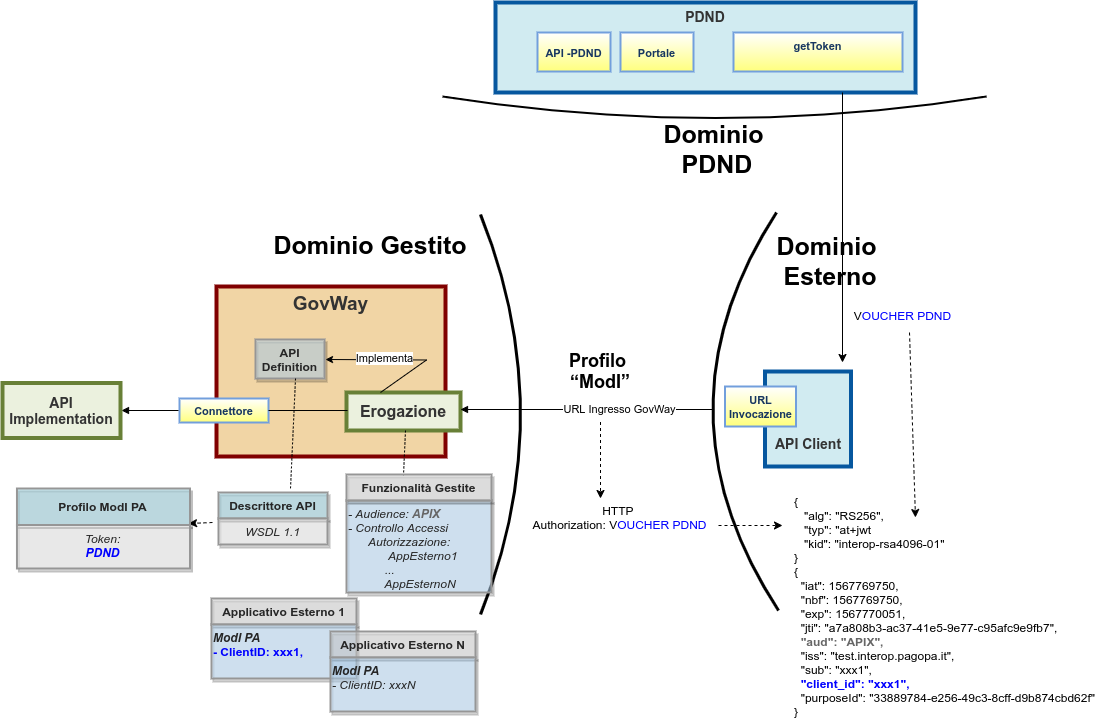 PDND
API -PDND
Portale
getToken
Dominio
PDND
Dominio Gestito
Dominio
Esterno
GovWay
API
Definition
Implementa
VOUCHER PDND
Profilo
“ModI”
API
Implementation
Connettore
Erogazione
URL Ingresso GovWay
URL
Invocazione
API Client
Profilo ModI PA
Token:
PDND
Descrittore API
WSDL 1.1
Funzionalità Gestite
- Audience: APIX
- Controllo Accessi
Autorizzazione:
AppEsterno1
...
AppEsternoN
HTTP
Authorization: VOUCHER PDND
{
"alg": "RS256",
"typ": "at+jwt
"kid": "interop-rsa4096-01"
}
{
"iat": 1567769750,
"nbf": 1567769750,
"exp": 1567770051,
"jti": "a7a808b3-ac37-41e5-9e77-c95afc9e9fb7",
"aud": "APIX",
"iss": "test.interop.pagopa.it",
"sub": "xxx1",
"client_id": "xxx1",
"purposeId": "33889784-e256-49c3-8cff-d9b874cbd62f"
}
Applicativo Esterno 1
ModI PA
- ClientID: xxx1,
Applicativo Esterno N
ModI PA
- ClientID: xxxN